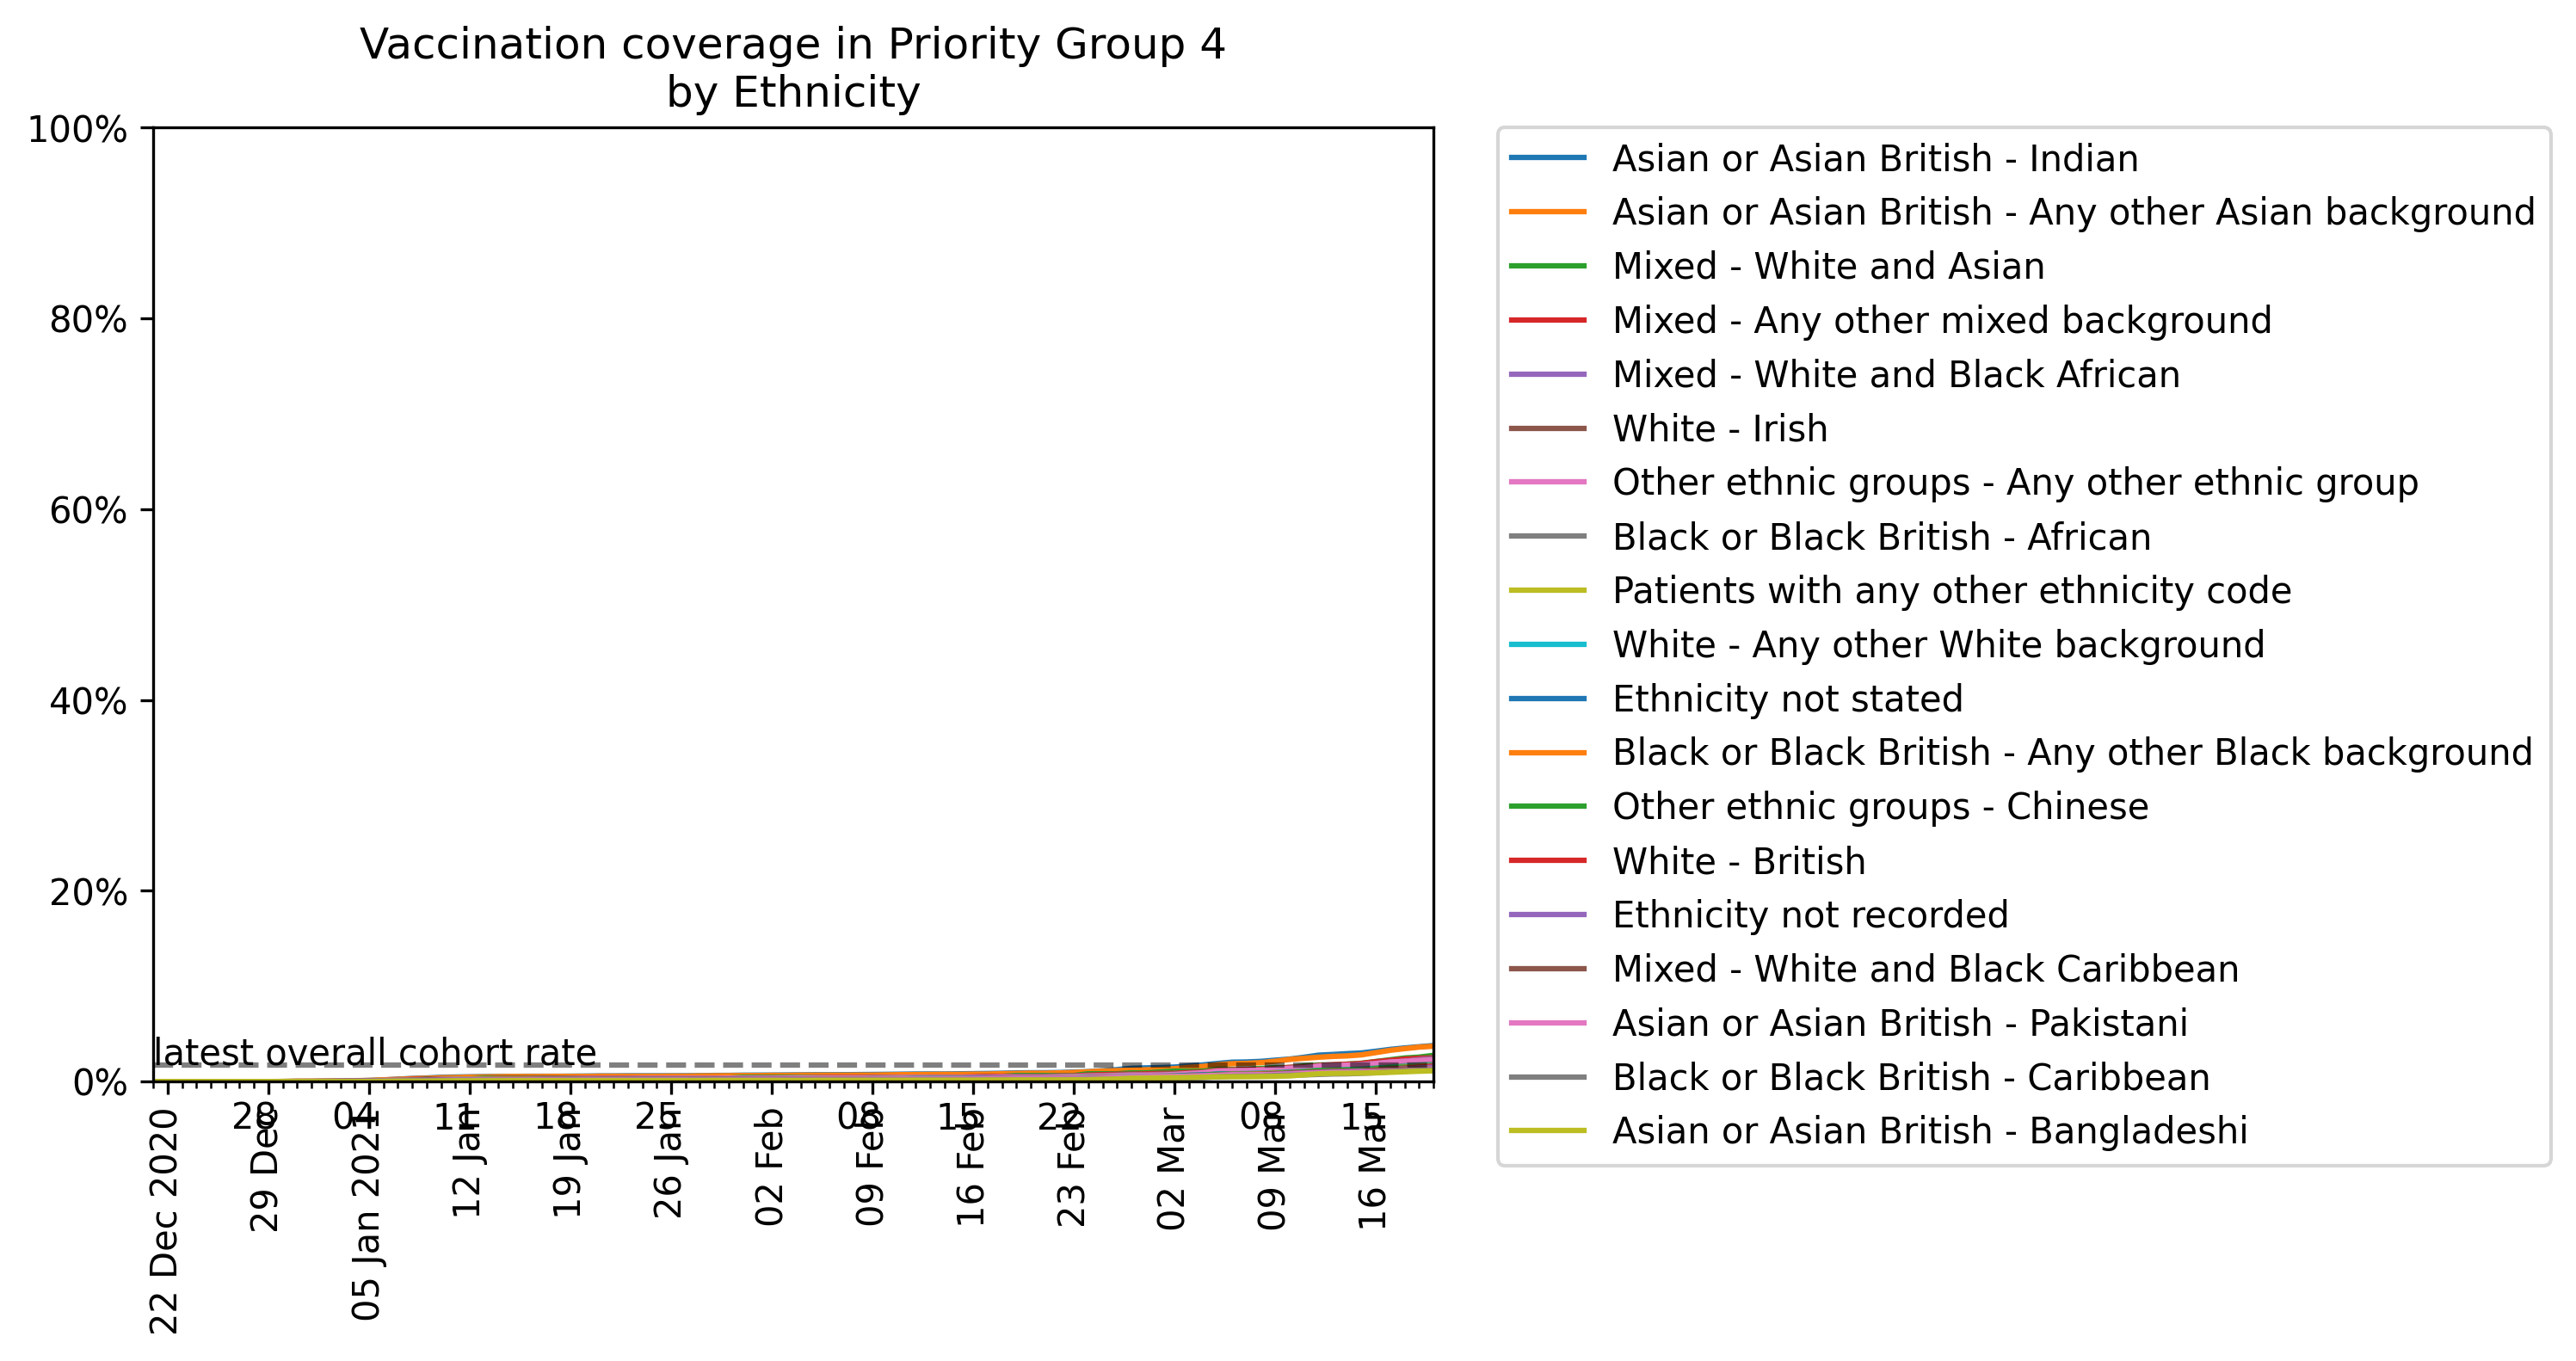 Vaccination coverage in Priority Group 4
by Ethnicity
100%
80%
60%
40%
20%
0%
latest overall cohort rate
28
04
11
18
25
08
15
22
08
15
22 Dec 2020
29 Dec
05 Jan 2021
12 Jan
19 Jan
26 Jan
02 Feb
09 Feb
16 Feb
23 Feb
02 Mar
09 Mar
16 Mar
Asian or Asian British - Indian
Asian or Asian British - Any other Asian background
Mixed - White and Asian
Mixed - Any other mixed background
Mixed - White and Black African
White - Irish
Other ethnic groups - Any other ethnic group
Black or Black British - African
Patients with any other ethnicity code
White - Any other White background
Ethnicity not stated
Black or Black British - Any other Black background
Other ethnic groups - Chinese
White - British
Ethnicity not recorded
Mixed - White and Black Caribbean
Asian or Asian British - Pakistani
Black or Black British - Caribbean
Asian or Asian British - Bangladeshi